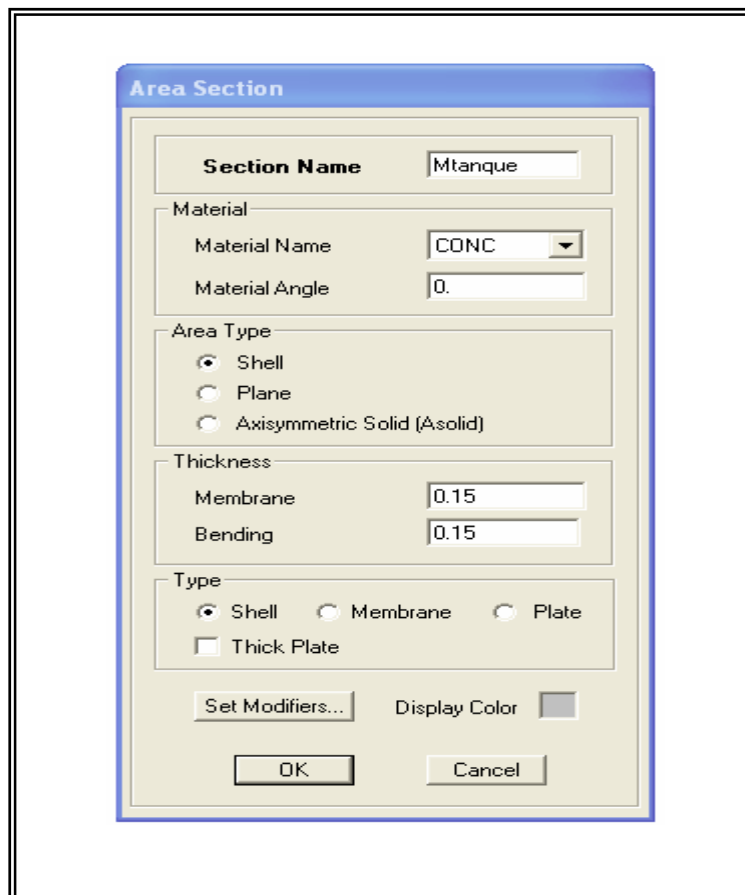 Area Section
Section Name Mtanque
Material
Material Name CONC
Material Angle 0.
Area Type
Shell
Plane
Axisymmetric Solid (Asolid)
Thickness
Membrane 0.15
Bending 0.15
Type
Shell Membrane Plate
Thick Plate
Set Modifiers... Display Color
OK Cancel